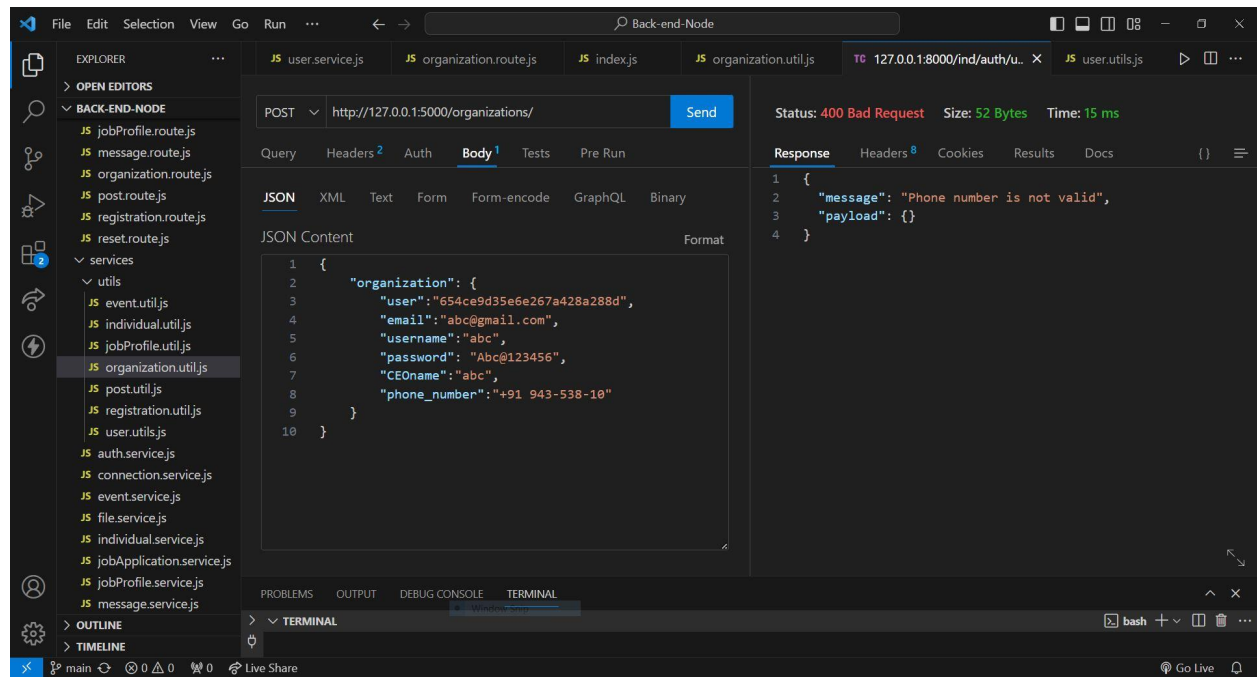 File Edit Selection View Go Run ··· Back-end-Node
EXPLORER ···
JS user.service.js JS organization.route.js JS index.js JS organization.util.js TC 127.0.0.1:8000/ind/auth/u.. JS user.utils.js ···
OPEN EDITORS
BACK-END-NODE
JS jobProfile.route.js
JS message.route.js
JS organization.route.js
JS post.route.js
JS registration.route.js
JS reset.route.js
services
utils
JS event.util.js
JS individual.util.js
JS jobProfile.util.js
JS organization.util.js
JS post.util.js
JS registration.util.js
JS user.utils.js
JS auth.service.js
JS connection.service.js
JS event.service.js
JS file.service.js
JS individual.service.js
JS jobApplication.service.js
JS jobProfile.service.js
JS message.service.js
OUTLINE
TIMELINE
2
POST http://127.0.0.1:5000/organizations/ Send
Query Headers 2 Auth Body 1 Tests Pre Run
JSON XML Text Form Form-encode GraphQL Binary
JSON Content Format
1 {
2 "organization": {
3 "user":"654ce9d35e6e267a428a288d",
4 "email":"abc@gmail.com",
5 "username":"abc",
6 "password": "Abc@123456",
7 "CEOname":"abc",
8 "phone_number":"+91 943-538-10"
9 }
10 }
Status: 400 Bad Request Size: 52 Bytes Time: 15 ms
Response Headers 8 Cookies Results Docs {}
1 {
2 "message": "Phone number is not valid",
3 "payload": {}
4 }
PROBLEMS OUTPUT DEBUG CONSOLE TERMINAL
Window Snip
TERMINAL bash ···
main 0 0 0 Live Share Go Live